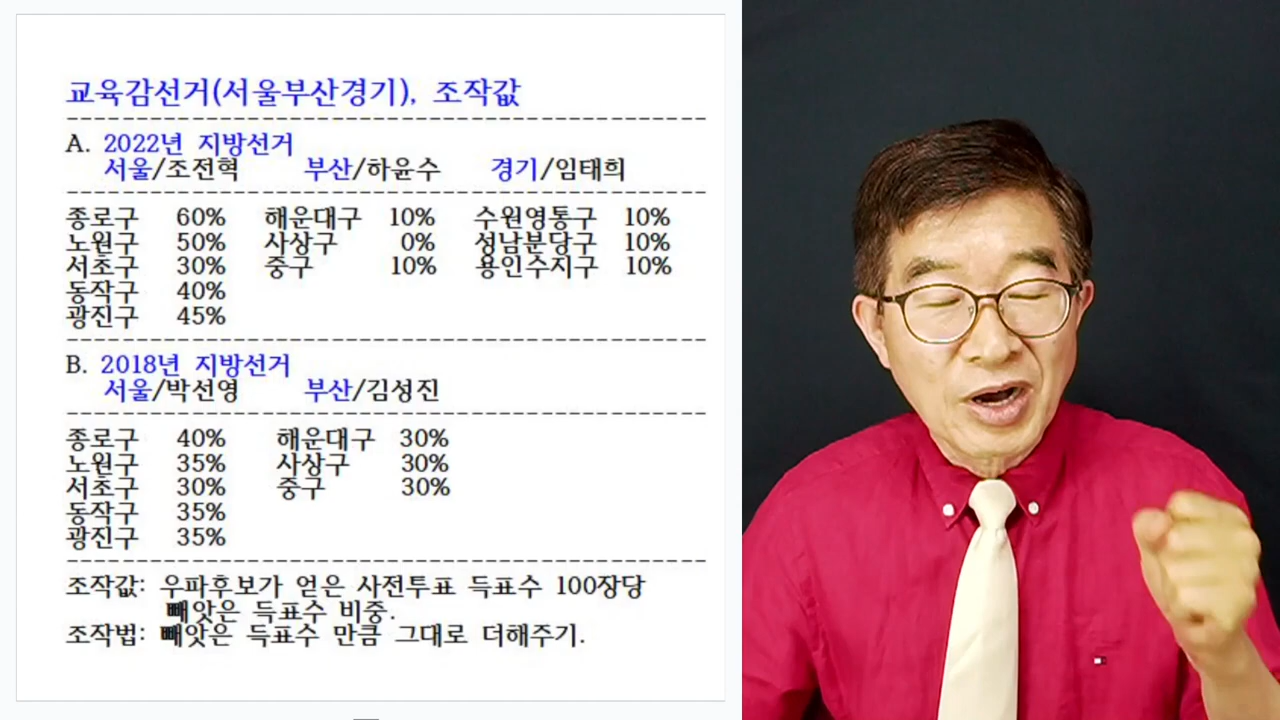 교육감선거(서울부산경기), 조작값
A. 2022년 지방선거
서울/조전혁 부산/하윤수 경기/임태희
종로구 60% 해운대구 10% 수원영통구 10%
노원구 50% 사상구 0% 성남분당구 10%
서초구 30% 중구 10% 용인수지구 10%
동작구 40%
광진구 45%
B. 2018년 지방선거
서울/박선영 부산/김성진
종로구 40% 해운대구 30%
노원구 35% 사상구 30%
서초구 30% 중구 30%
동작구 35%
광진구 35%
조작값: 우파후보가 얻은 사전투표 득표수 100장당
빼앗은 득표수 비중.
조작법: 빼앗은 득표수 만큼 그대로 더해주기.